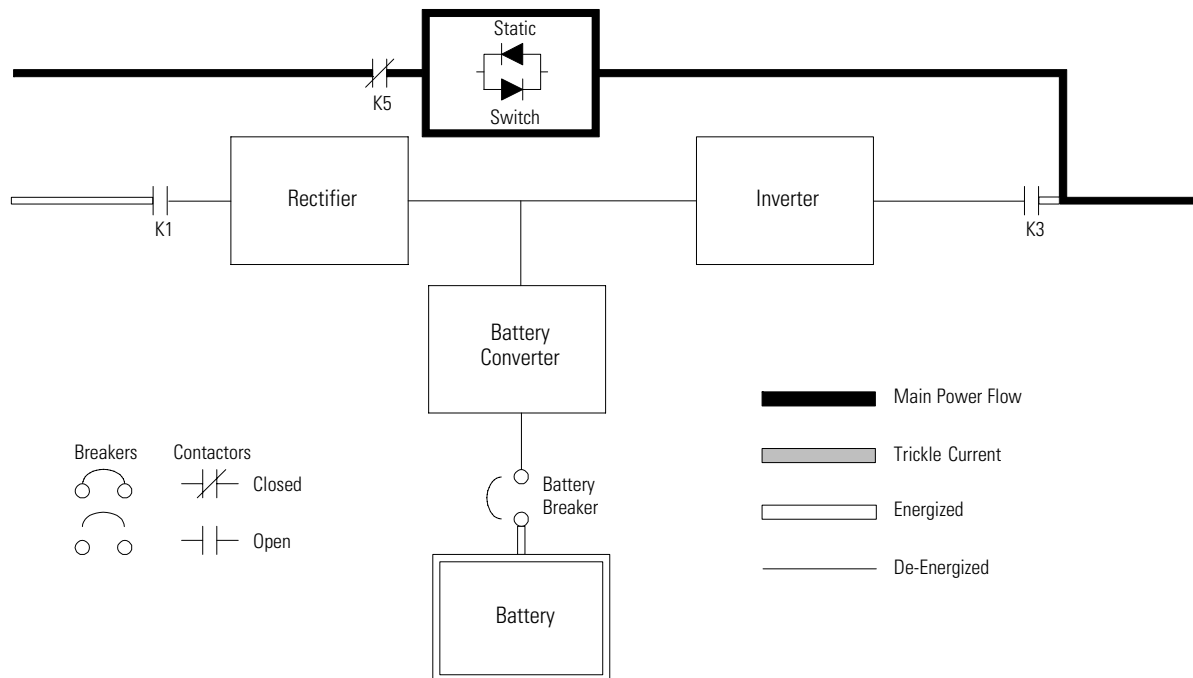 Static
Switch
K5
Rectifier
Inverter
K1
K3
Battery
Converter
Main Power Flow
Trickle Current
Breakers
Contactors
Closed
Battery
Breaker
Energized
Open
De-Energized
Battery